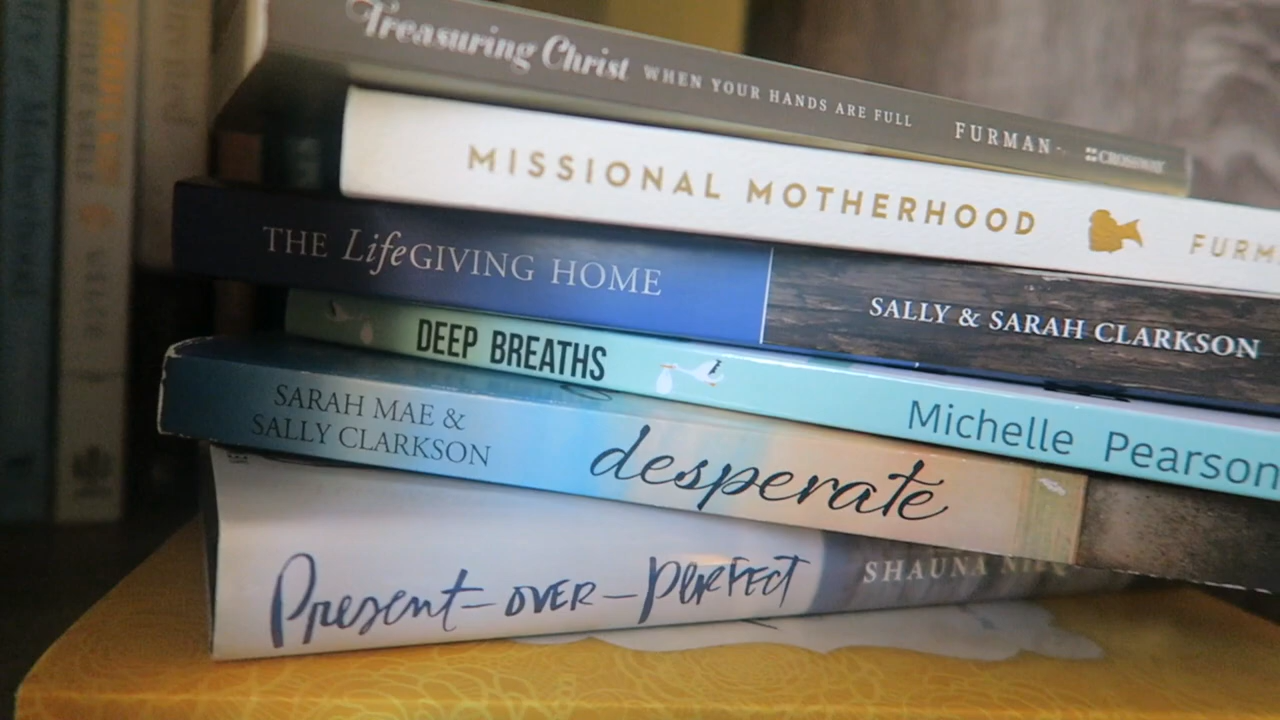 Treasuring Christ WHEN YOUR HANDS ARE FULL FURMAN CROSSWAY
MISSIONAL MOTHERHOOD FURM
THE LifeGIVING HOME SALLY & SARAH CLARKSON
DEEP BREATHS Michelle Pearson
SARAH MAE &
SALLY CLARKSON
desperate
Present-OVER-PERFECT SHAUNA